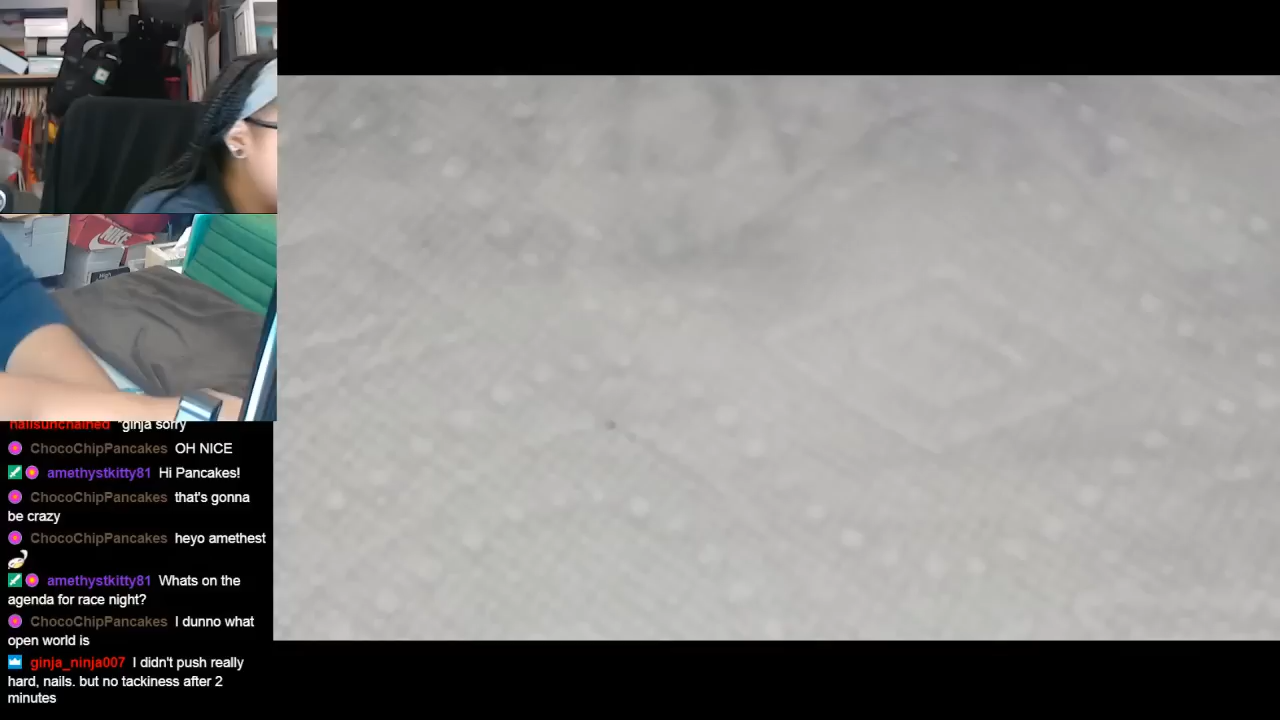 NIKE
nailsunchained *ginja sorry
ChocoChipPancakes OH NICE
amethystkitty81 Hi Pancakes!
ChocoChipPancakes that's gonna
be crazy
ChocoChipPancakes heyo amethest
amethystkitty81 Whats on the
agenda for race night?
ChocoChipPancakes I dunno what
open world is
ginja_ninja007 I didn't push really
hard, nails. but no tackiness after 2
minutes